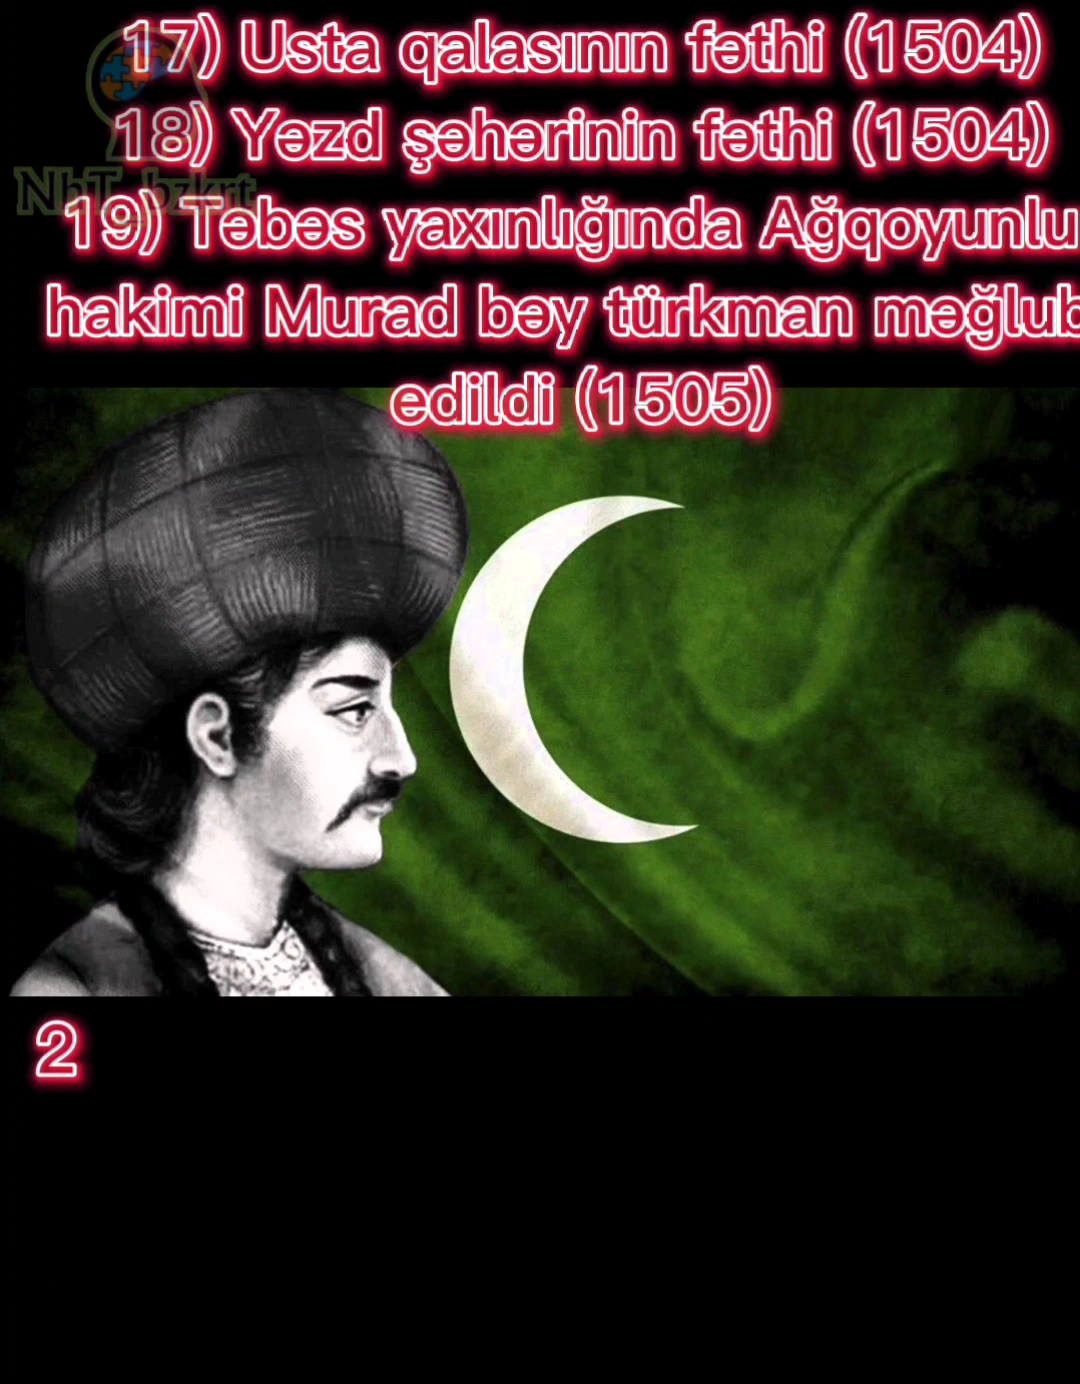 17) Usta qalasının fəthi (1504)
18) Yəzd şəhərinin fəthi (1504)
19) Təbəs yaxınlığında Ağqoyunlu
hakimi Murad bəy türkman məğlub
edildi (1505)
NhT_bzkrt
2